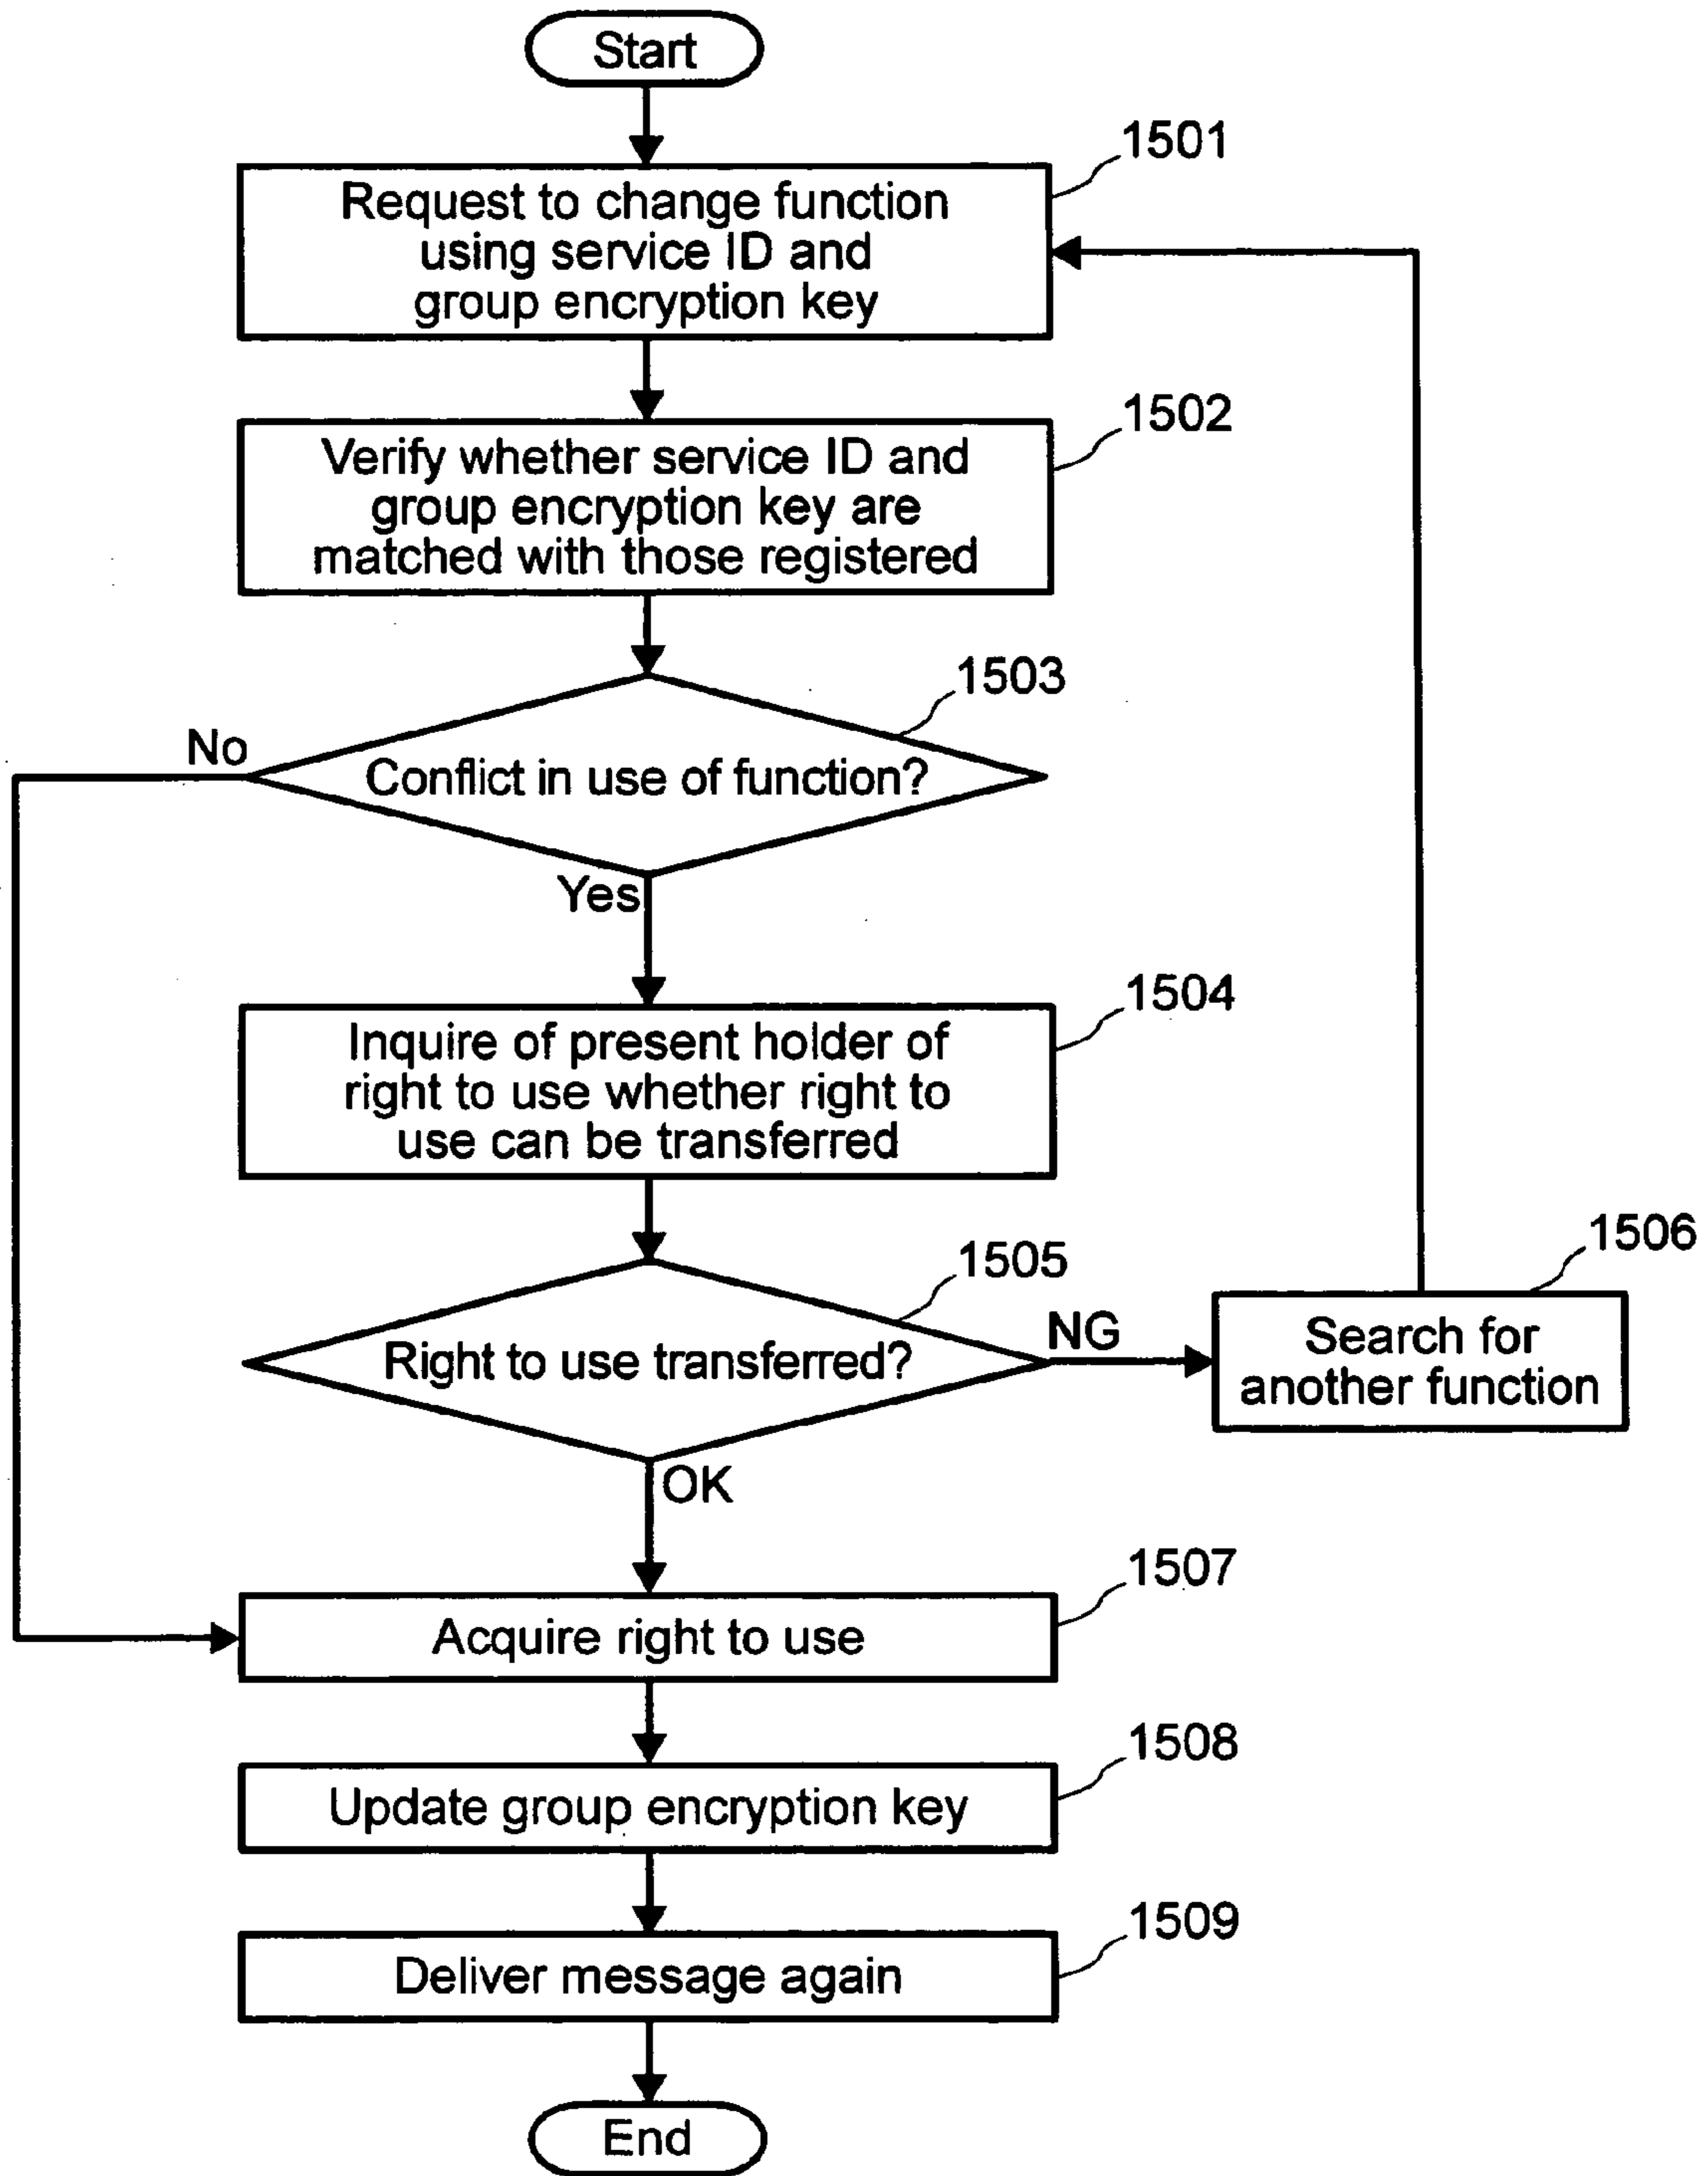 Start
1501
Request to change function
using service ID and
group encryption key
1502
Verify whether service ID and
group encryption key are
matched with those registered
1503
No
Conflict in use of function?
Yes
1504
Inquire of present holder of
right to use whether right to
use can be transferred
1505
1506
Right to use transferred?
NG
Search for
another function
OK
1507
Acquire right to use
1508
Update group encryption key
1509
Deliver message again
End